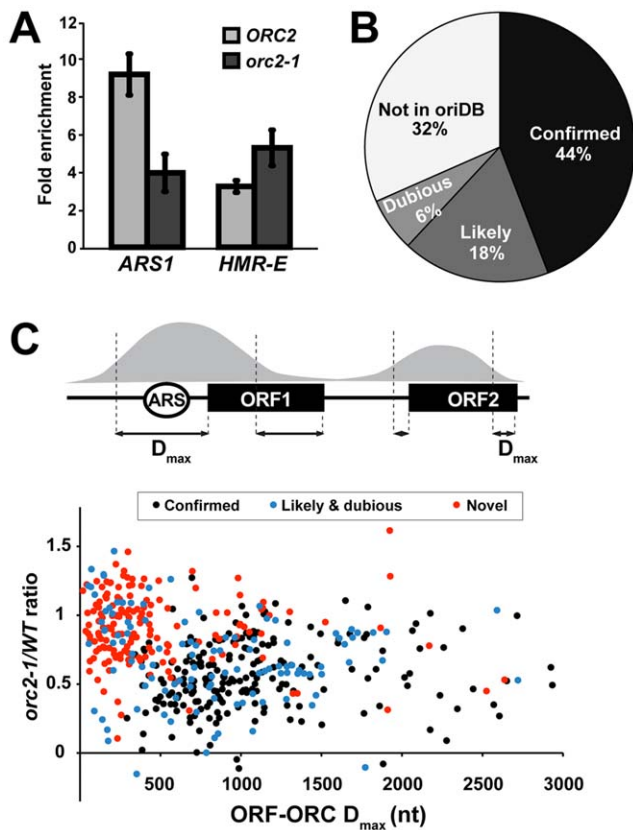 A
12
10
8
6
4
2
0
Fold enrichment
ORC2
orc2-1
ARS1
HMR-E
B
Not in oriDB
32%
Confirmed
44%
Dubious
6%
Likely
18%
C
ARS
ORF1
ORF2
Dmax
Dmax
Confirmed
Likely & dubious
Novel
1.5
1
0.5
0
orc2-1/WT ratio
500
1000
1500
2000
2500
3000
ORF-ORC Dmax (nt)